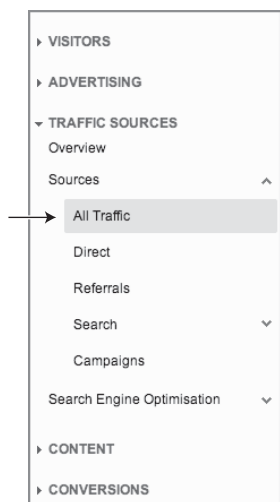 VISITORS
ADVERTISING
TRAFFIC SOURCES
Overview
Sources
All Traffic
Direct
Referrals
Search
Campaigns
Search Engine Optimisation
CONTENT
CONVERSIONS